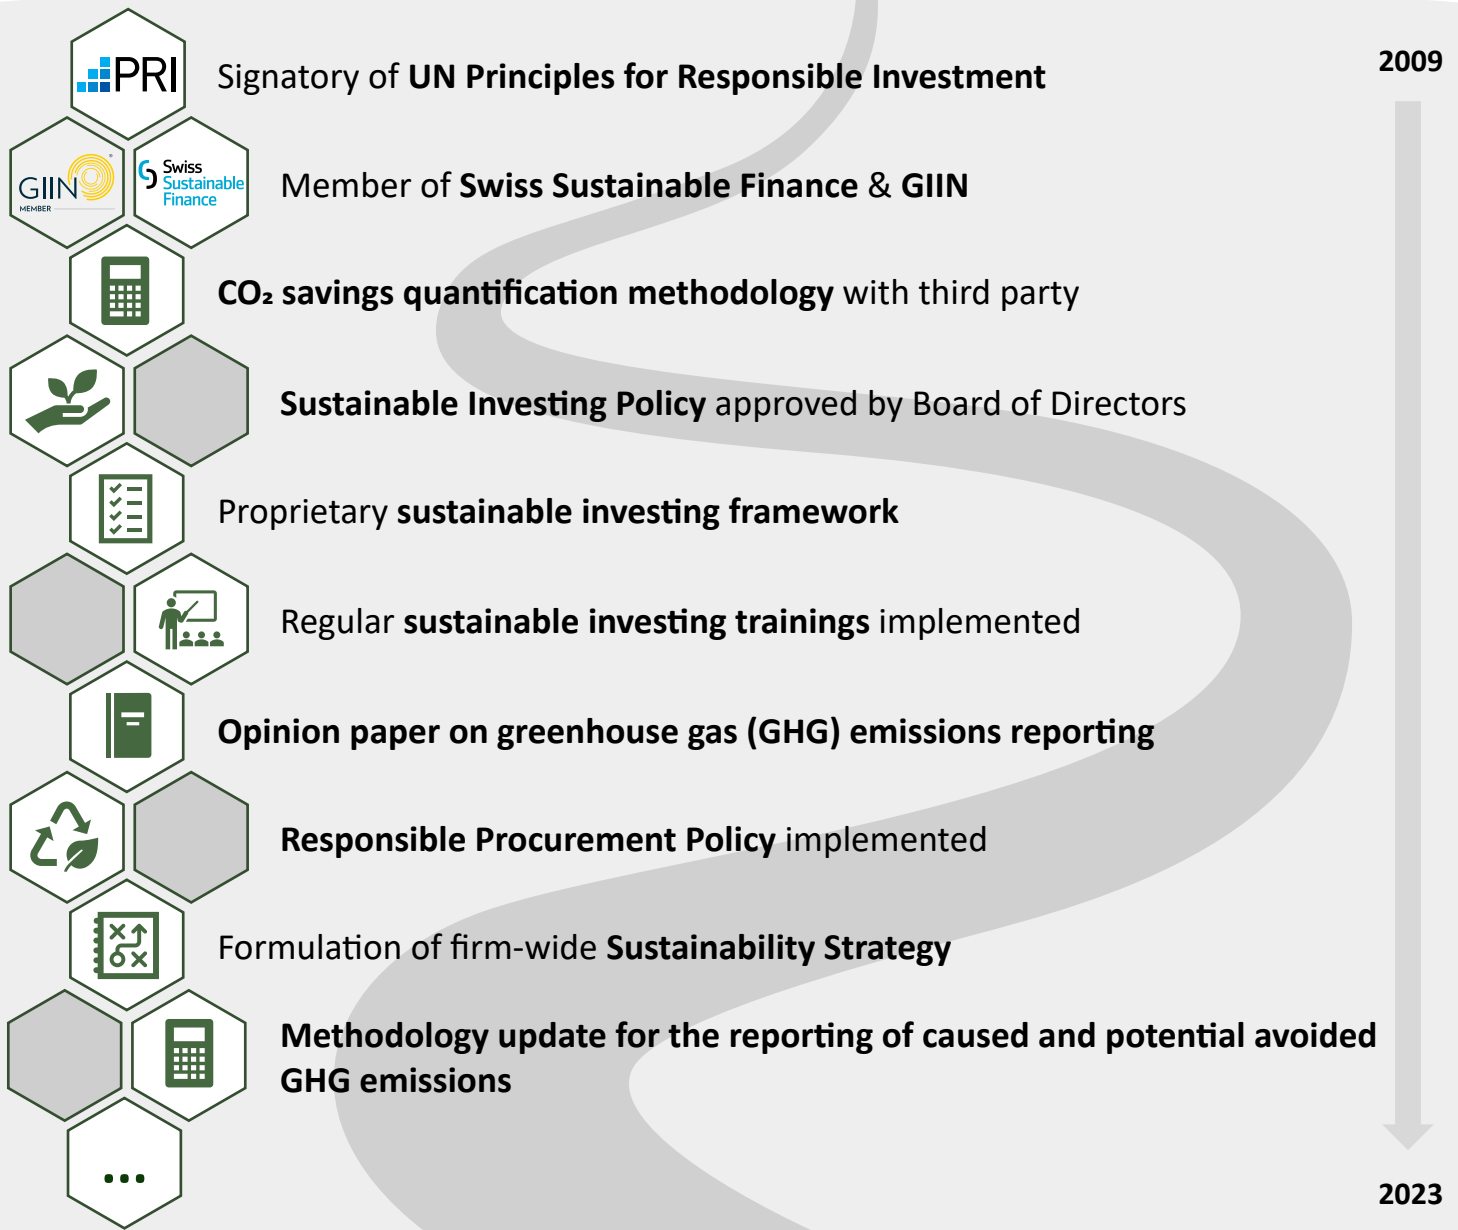 PRI
Signatory of UN Principles for Responsible Investment
2009
GIIN
MEMBER
Swiss
Sustainable
Finance
Member of Swiss Sustainable Finance & GIIN
CO₂ savings quantification methodology with third party
Sustainable Investing Policy approved by Board of Directors
Proprietary sustainable investing framework
Regular sustainable investing trainings implemented
Opinion paper on greenhouse gas (GHG) emissions reporting
Responsible Procurement Policy implemented
Formulation of firm-wide Sustainability Strategy
Methodology update for the reporting of caused and potential avoided
GHG emissions
...
2023